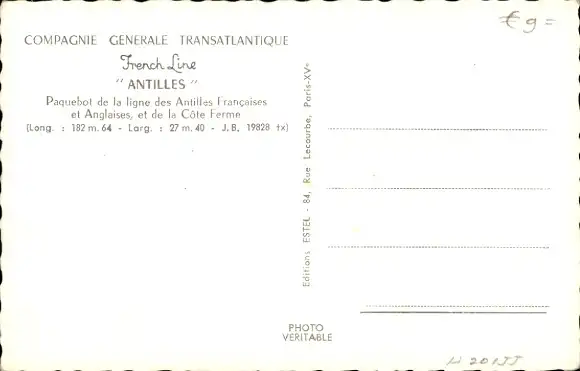 € 9=
COMPAGNIE GENERALE TRANSATLANTIQUE
French Line
"ANTILLES"
Paquebot de la ligne des Antilles Françaises
et Anglaises, et de la Côte Ferme
(Long. : 182 m. 64 - Larg. : 27 m. 40 - J.B. 19828 tx)
Editions ESTEL - 84, Rue Lecourbe, Paris-XVe
PHOTO
VÉRITABLE